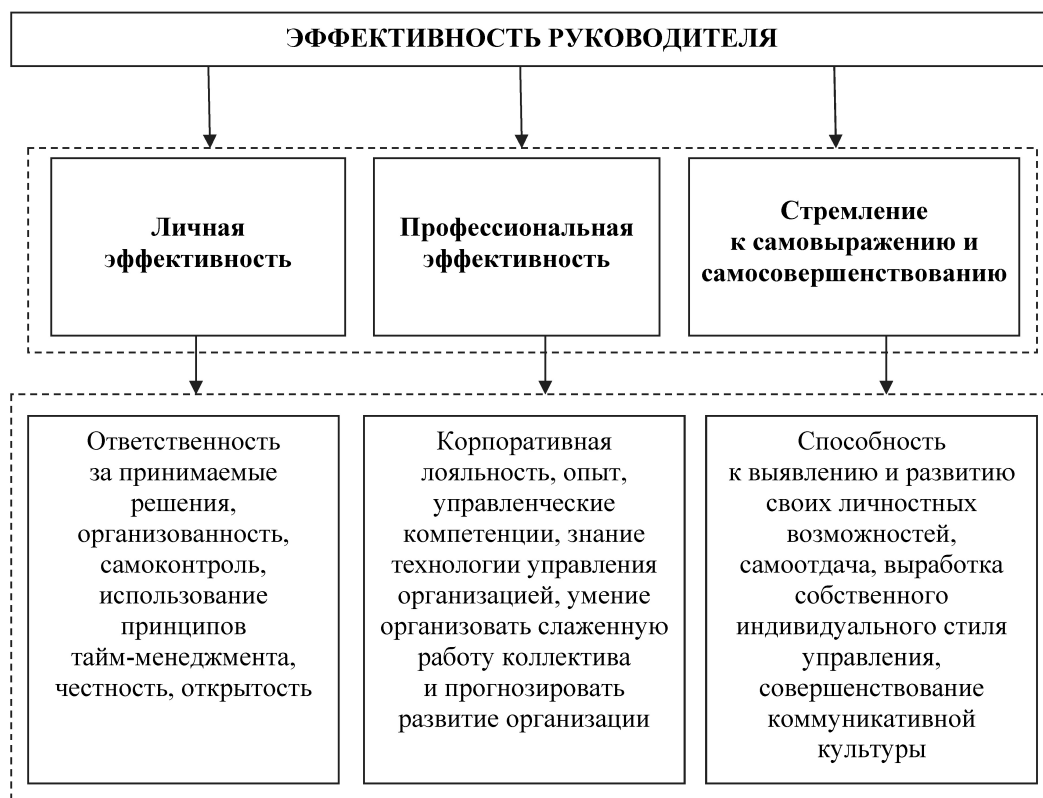 ЭФФЕКТИВНОСТЬ РУКОВОДИТЕЛЯ
Личная
эффективность
Профессиональная
эффективность
Стремление
к самовыражению и
самосовершенствованию
Ответственность
за принимаемые
решения,
организованность,
самоконтроль,
использование
принципов
тайм-менеджмента,
честность, открытость
Корпоративная
лояльность, опыт,
управленческие
компетенции, знание
технологии управления
организацией, умение
организовать слаженную
работу коллектива
и прогнозировать
развитие организации
Способность
к выявлению и развитию
своих личностных
возможностей,
самоотдача, выработка
собственного
индивидуального стиля
управления,
совершенствование
коммуникативной
культуры